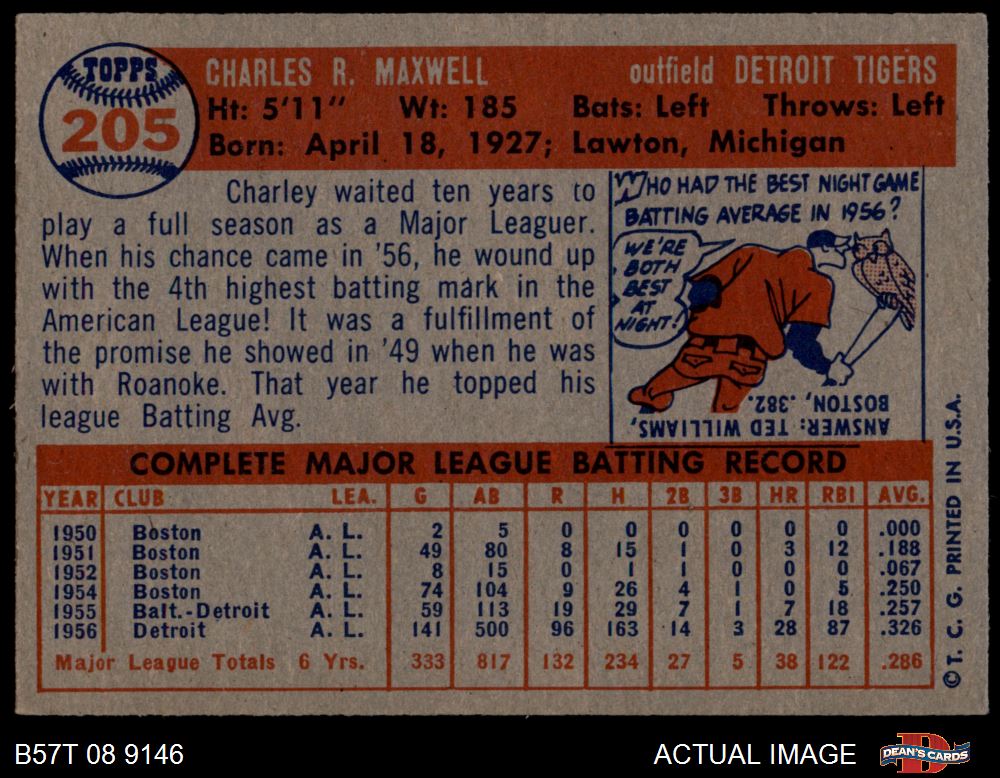 TOPPS
205
CHARLES R. MAXWELL outfield DETROIT TIGERS
Ht: 5'11" Wt: 185 Bats: Left Throws: Left
Born: April 18, 1927; Lawton, Michigan
Charley waited ten years to
play a full season as a Major Leaguer.
When his chance came in '56, he wound up
with the 4th highest batting mark in the
American League! It was a fulfillment of
the promise he showed in '49 when he was
with Roanoke. That year he topped his
league Batting Avg.
WHO HAD THE BEST NIGHT GAME
BATTING AVERAGE IN 1956?
WE'RE
BOTH
BEST
AT
NIGHT!
ANSWER: TED WILLIAMS,
BOSTON, .382.
COMPLETE MAJOR LEAGUE BATTING RECORD
YEAR CLUB LEA. G AB R H 2B 3B HR RBI AVG.
1950 Boston A. L. 2 5 0 0 0 0 0 0 .000
1951 Boston A. L. 49 80 8 15 1 0 3 12 .188
1952 Boston A. L. 8 15 0 1 1 0 0 0 .067
1954 Boston A. L. 74 104 9 26 4 1 0 5 .250
1955 Balt.-Detroit A. L. 59 113 19 29 7 1 7 18 .257
1956 Detroit A. L. 141 500 96 163 14 3 28 87 .326
Major League Totals 6 Yrs. 333 817 132 234 27 5 38 122 .286
© T. C. G. PRINTED IN U.S.A.
B57T 08 9146 ACTUAL IMAGE DEAN'S CARDS